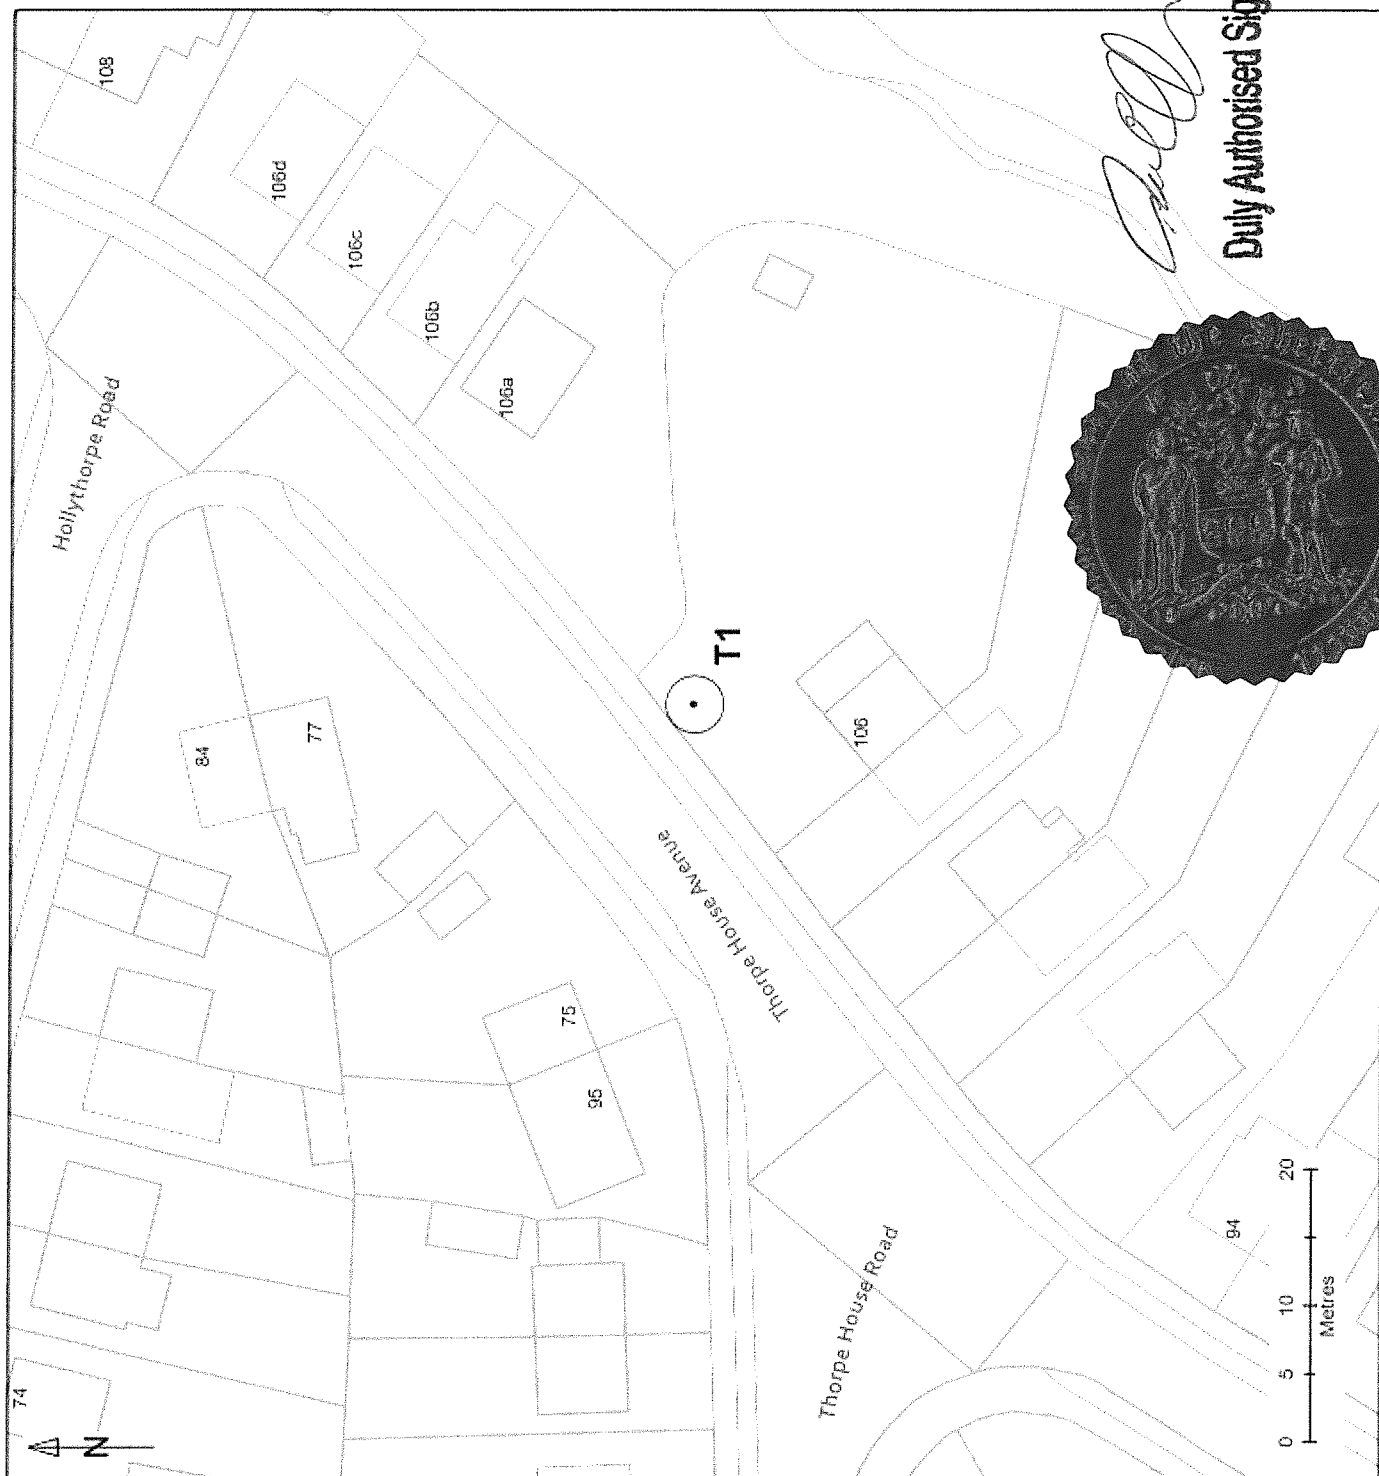 108
106d
106c
106b
106a
Hollythorpe Road
84
77
T1
106
Thorpe House Avenue
75
95
Thorpe House Road
94
74
N
0 5 10 20
Metres
Duly Authorised Sig